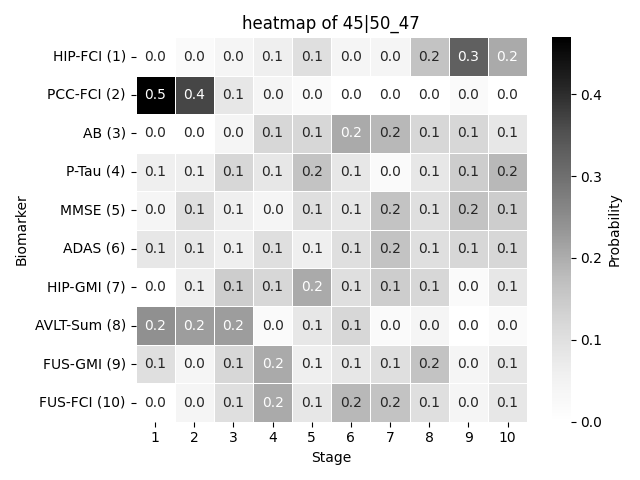 heatmap of 45|50_47
HIP-FCI (1) 0.0 0.0 0.0 0.1 0.1 0.0 0.0 0.2 0.3 0.2
PCC-FCI (2) 0.5 0.4 0.1 0.0 0.0 0.0 0.0 0.0 0.0 0.0
AB (3) 0.0 0.0 0.0 0.1 0.1 0.2 0.2 0.1 0.1 0.1
P-Tau (4) 0.1 0.1 0.1 0.1 0.2 0.1 0.0 0.1 0.1 0.2
MMSE (5) 0.0 0.1 0.1 0.0 0.1 0.1 0.2 0.1 0.2 0.1
ADAS (6) 0.1 0.1 0.1 0.1 0.1 0.1 0.2 0.1 0.1 0.1
HIP-GMI (7) 0.0 0.1 0.1 0.1 0.2 0.1 0.1 0.1 0.0 0.1
AVLT-Sum (8) 0.2 0.2 0.2 0.0 0.1 0.1 0.0 0.0 0.0 0.0
FUS-GMI (9) 0.1 0.0 0.1 0.2 0.1 0.1 0.1 0.2 0.0 0.1
FUS-FCI (10) 0.0 0.0 0.1 0.2 0.1 0.2 0.2 0.1 0.0 0.1
1 2 3 4 5 6 7 8 9 10
Stage
Biomarker
0.4
0.3
0.2
0.1
0.0
Probability